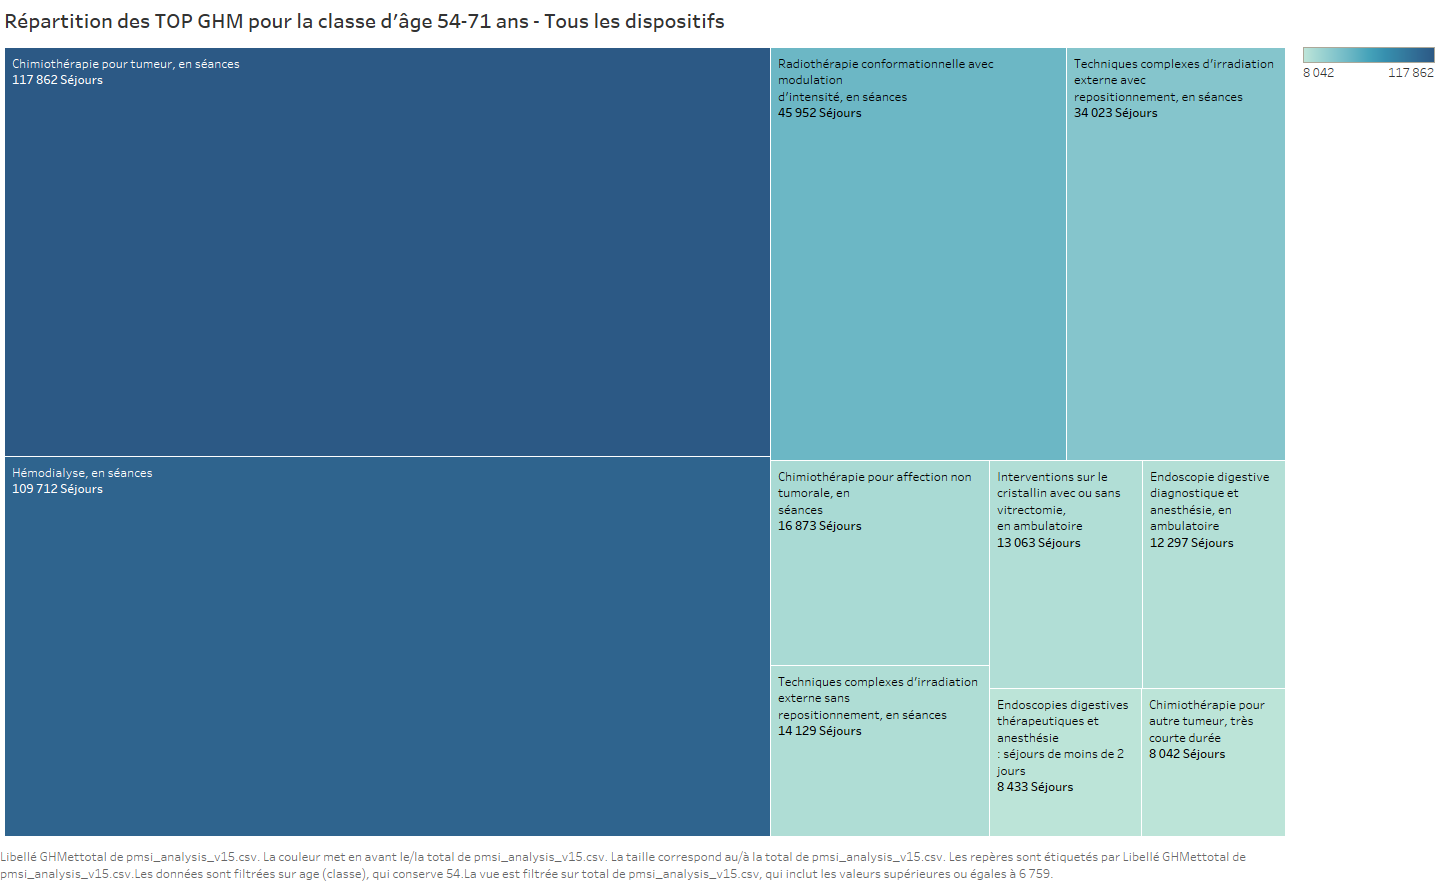 Répartition des TOP GHM pour la classe d’âge 54-71 ans - Tous les dispositifs
Chimiothérapie pour tumeur, en séances
117 862 Séjours
Radiothérapie conformationnelle avec
modulation
d’intensité, en séances
45 952 Séjours
Techniques complexes d’irradiation
externe avec
repositionnement, en séances
34 023 Séjours
8 042
117 862
Hémodialyse, en séances
109 712 Séjours
Chimiothérapie pour affection non
tumorale, en
séances
16 873 Séjours
Interventions sur le
cristallin avec ou sans
vitrectomie,
en ambulatoire
13 063 Séjours
Endoscopie digestive
diagnostique et
anesthésie, en
ambulatoire
12 297 Séjours
Techniques complexes d’irradiation
externe sans
repositionnement, en séances
14 129 Séjours
Endoscopies digestives
thérapeutiques et
anesthésie
: séjours de moins de 2
jours
8 433 Séjours
Chimiothérapie pour
autre tumeur, très
courte durée
8 042 Séjours
Libellé GHMettotal de pmsi_analysis_v15.csv. La couleur met en avant le/la total de pmsi_analysis_v15.csv. La taille correspond au/à la total de pmsi_analysis_v15.csv. Les repères sont étiquetés par Libellé GHMettotal de
pmsi_analysis_v15.csv.Les données sont filtrées sur age (classe), qui conserve 54.La vue est filtrée sur total de pmsi_analysis_v15.csv, qui inclut les valeurs supérieures ou égales à 6 759.